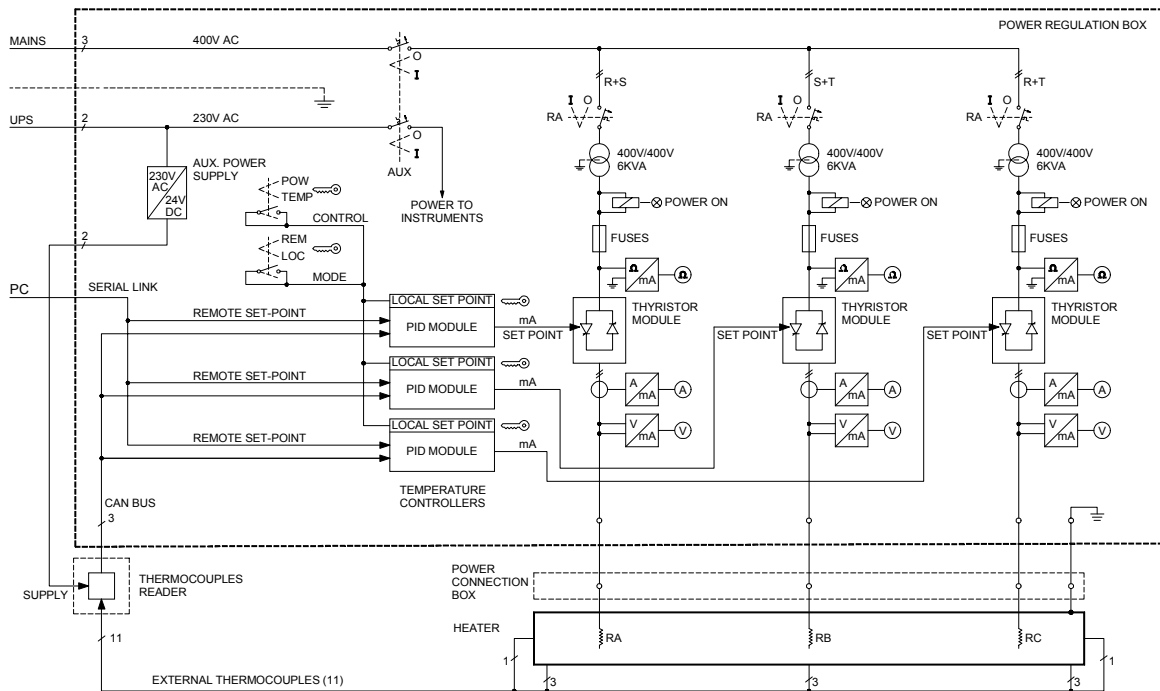 POWER REGULATION BOX
MAINS
3
400V AC
O
I
R+S
S+T
R+T
I O
RA
I O
RA
I O
RA
UPS
2
230V AC
O
I
AUX
230V
AC
24V
DC
AUX. POWER
SUPPLY
POWER TO
INSTRUMENTS
400V/400V
6KVA
400V/400V
6KVA
400V/400V
6KVA
POW
TEMP
CONTROL
POWER ON
POWER ON
POWER ON
2
REM
LOC
MODE
FUSES
FUSES
FUSES
Ω
mA
Ω
Ω
mA
Ω
Ω
mA
Ω
PC
SERIAL LINK
REMOTE SET-POINT
LOCAL SET POINT
PID MODULE
mA
SET POINT
THYRISTOR
MODULE
SET POINT
THYRISTOR
MODULE
SET POINT
THYRISTOR
MODULE
REMOTE SET-POINT
LOCAL SET POINT
PID MODULE
mA
A
mA
A
A
mA
A
A
mA
A
REMOTE SET-POINT
LOCAL SET POINT
PID MODULE
mA
V
mA
V
V
mA
V
V
mA
V
TEMPERATURE
CONTROLLERS
CAN BUS
3
SUPPLY
THERMOCOUPLES
READER
POWER
CONNECTION
BOX
HEATER
RA
RB
RC
11
1
3
3
3
1
EXTERNAL THERMOCOUPLES (11)